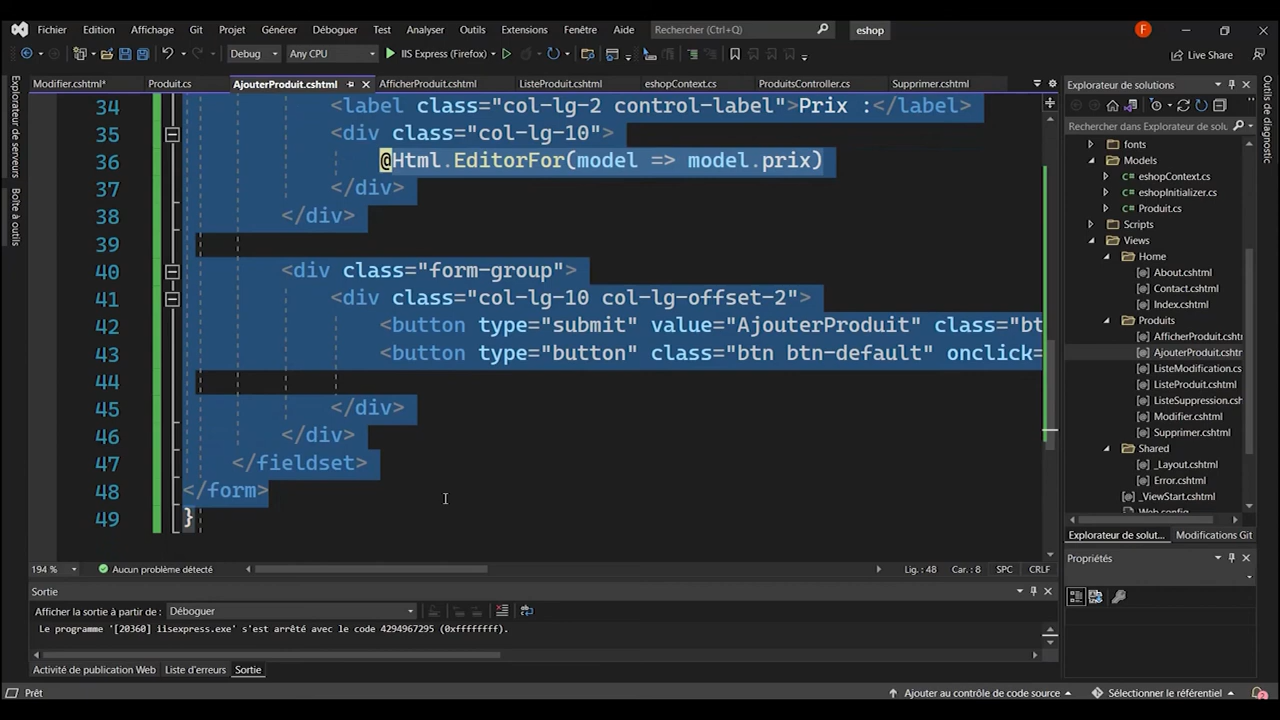 Fichier Edition Affichage Git Projet Générer Déboguer Test Analyser Outils Extensions Fenêtre Aide Rechercher (Ctrl+Q) eshop F
Debug Any CPU IIS Express (Firefox) Live Share
Explorateur de serveurs
Boîte à outils
Outils de diagnostic
Modifier.cshtml* Produit.cs AjouterProduit.cshtml* AfficherProduit.cshtml* ListeProduit.cshtml* eshopContext.cs* ProduitsController.cs Supprimer.cshtml*
34 <label class="col-lg-2 control-label">Prix :</label>
35 <div class="col-lg-10">
36 @Html.EditorFor(model => model.prix)
37 </div>
38 </div>
39
40 <div class="form-group">
41 <div class="col-lg-10 col-lg-offset-2">
42 <button type="submit" value="AjouterProduit" class="bt
43 <button type="button" class="btn btn-default" onclick=
44
45 </div>
46 </div>
47 </fieldset>
48 </form>
49 }
194 % Aucun problème détecté Lig. : 48 Car. : 8 SPC CRLF
Sortie
Afficher la sortie à partir de : Déboguer
Le programme '[20360] iisexpress.exe' s'est arrêté avec le code 4294967295 (0xffffffff).
Activité de publication Web Liste d'erreurs Sortie
Prêt Ajouter au contrôle de code source Sélectionner le référentiel 2
Explorateur de solutions
Rechercher dans Explorateur de
fonts
Models
eshopContext.cs
eshopInitializer.cs
Produit.cs
Scripts
Views
Home
About.cshtml
Contact.cshtml
Index.cshtml
Produits
AfficherProduit.cshtml
AjouterProduit.cshtml
ListeModification.cs
ListeProduit.cshtml
ListeSuppression.csh
Modifier.cshtml
Supprimer.cshtml
Shared
_Layout.cshtml
Error.cshtml
_ViewStart.cshtml
Web.config
Explorateur de solut... Modifications Git
Propriétés